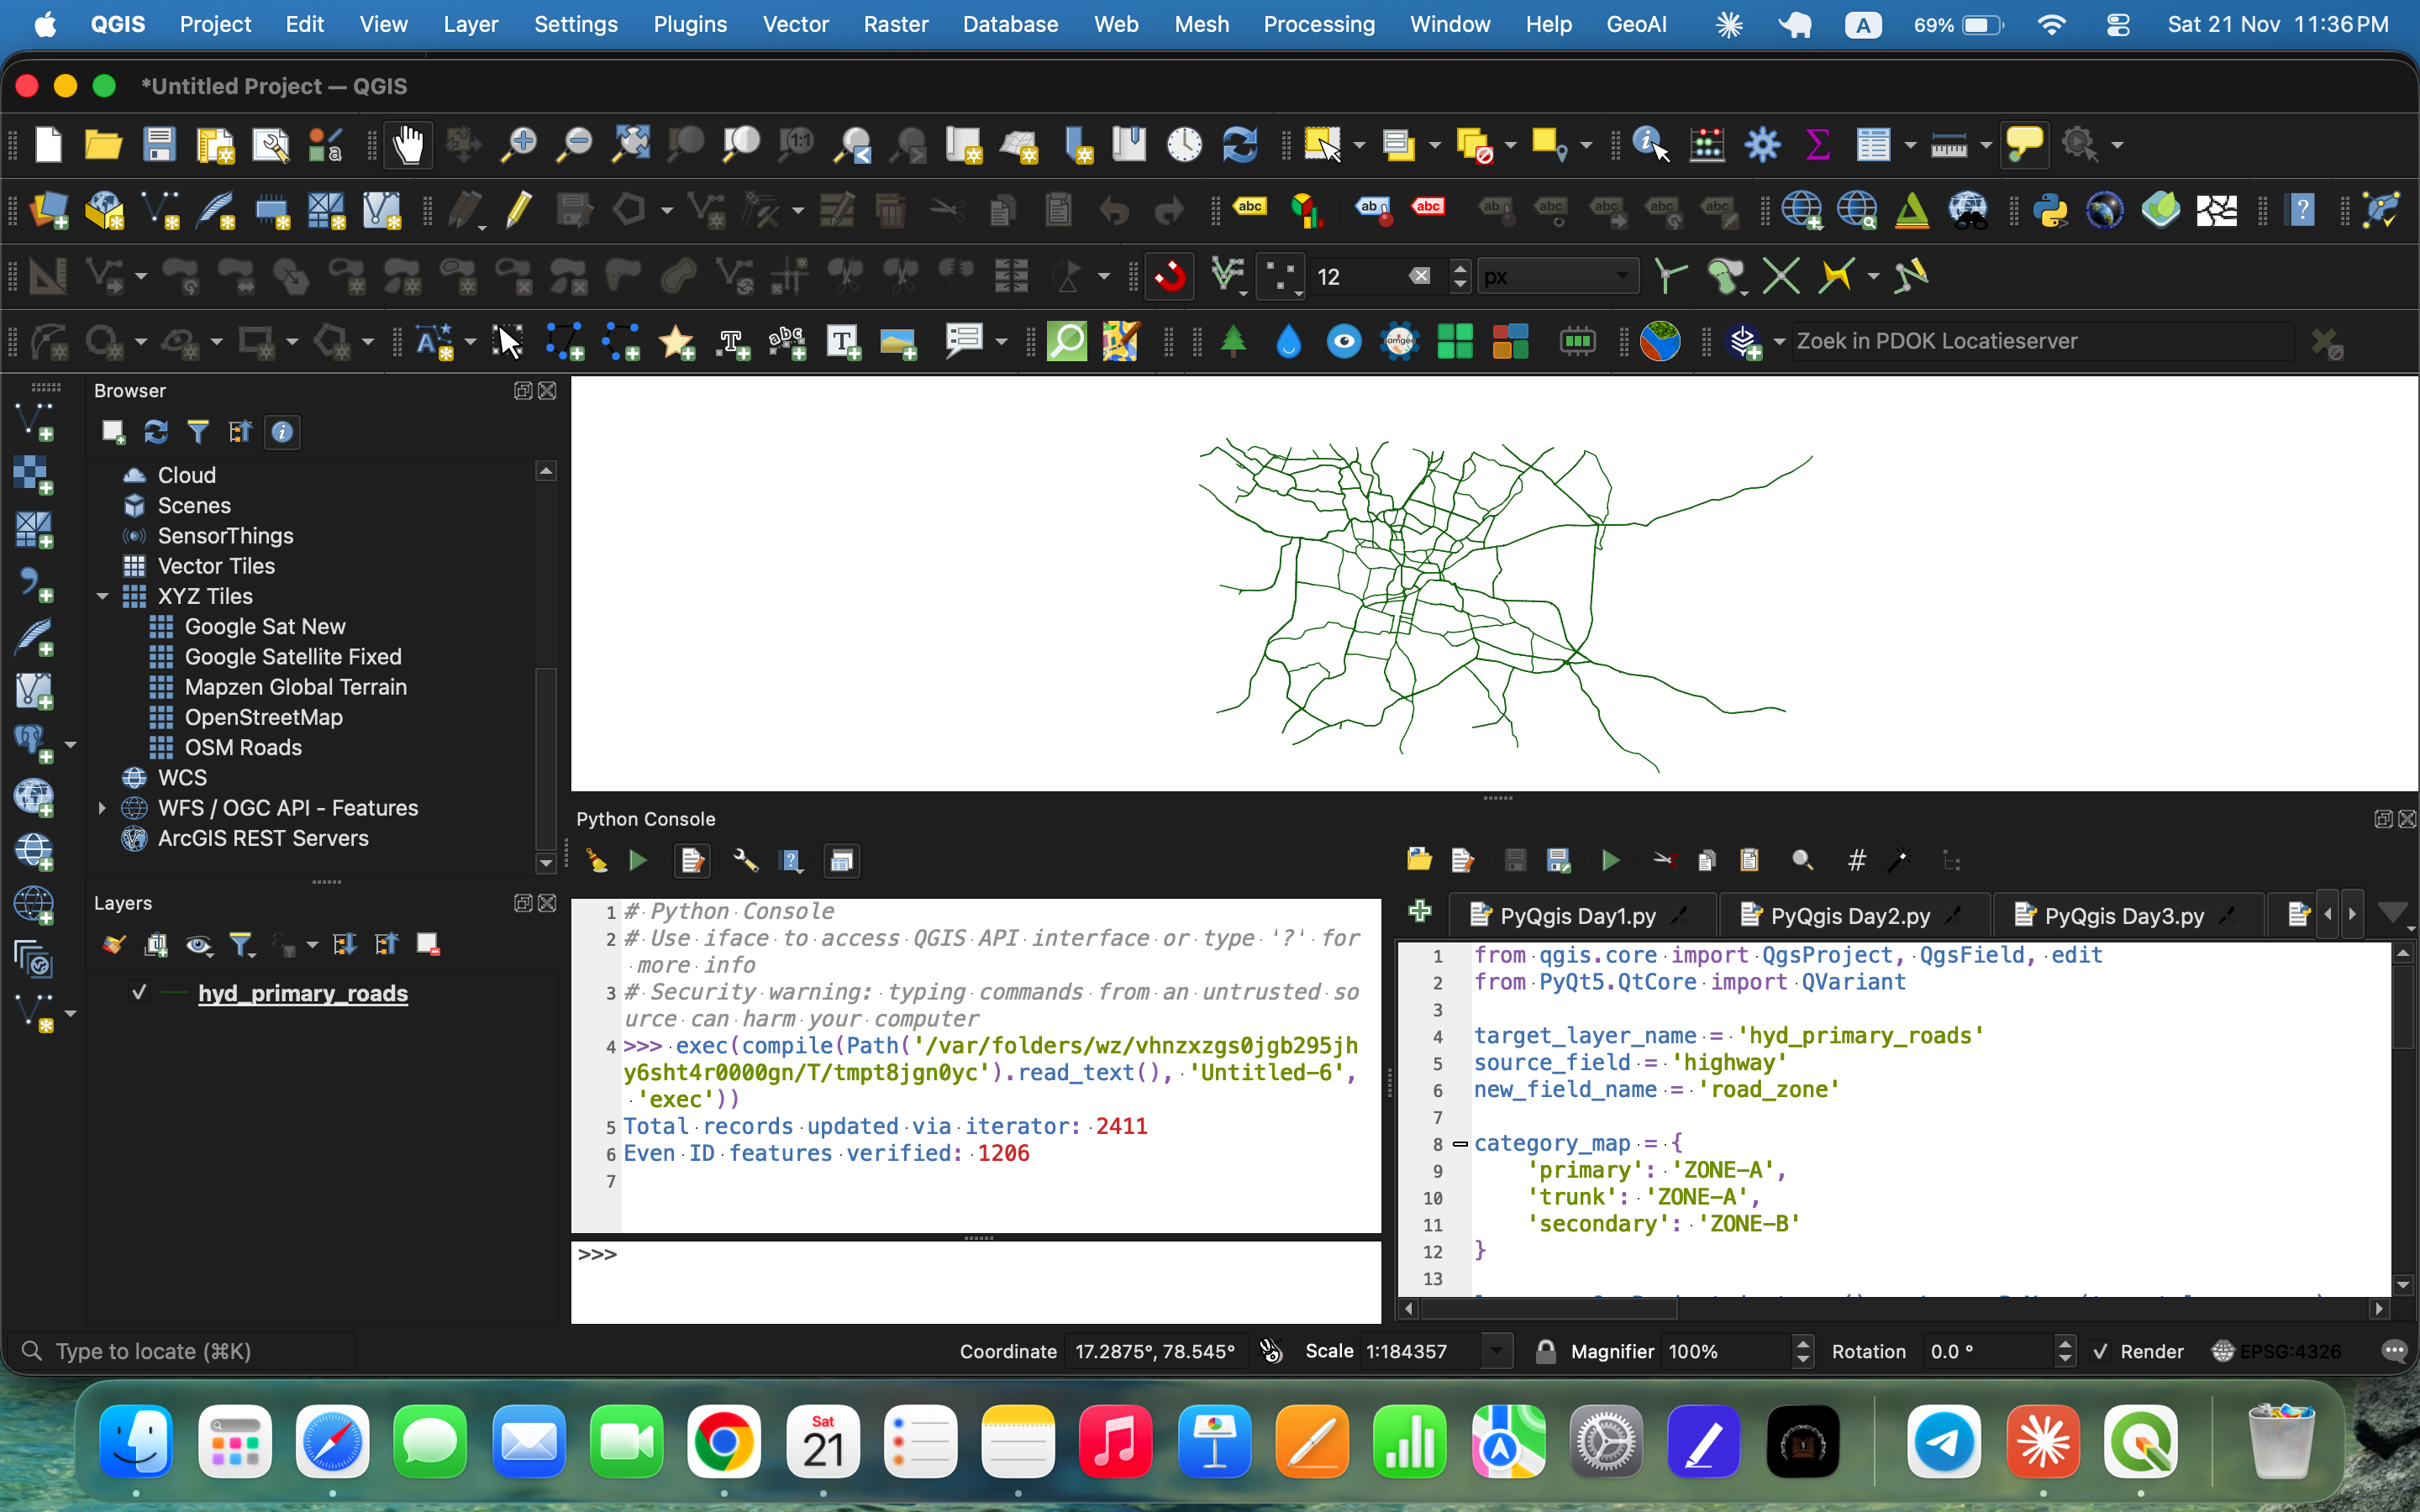 QGIS Project Edit View Layer Settings Plugins Vector Raster Database Web Mesh Processing Window Help GeoAI A 69% Sat 21 Nov 11:36 PM
*Untitled Project — QGIS
12 px
Zoek in PDOK Locatieserver
Browser
Cloud
Scenes
SensorThings
Vector Tiles
XYZ Tiles
Google Sat New
Google Satellite Fixed
Mapzen Global Terrain
OpenStreetMap
OSM Roads
WCS
WFS / OGC API - Features
ArcGIS REST Servers
Layers
hyd_primary_roads
Python Console
1 # Python Console
2 # Use iface to access QGIS API interface or type '?' for
more info
3 # Security warning: typing commands from an untrusted so
urce can harm your computer
4 >>> exec(compile(Path('/var/folders/wz/vhnzxzgs0jgb295jh
y6sht4r0000gn/T/tmpt8jgn0yc').read_text(), 'Untitled-6',
'exec'))
5 Total records updated via iterator: 2411
6 Even ID features verified: 1206
7
>>>
PyQgis Day1.py PyQgis Day2.py PyQgis Day3.py
1 from qgis.core import QgsProject, QgsField, edit
2 from PyQt5.QtCore import QVariant
3
4 target_layer_name = 'hyd_primary_roads'
5 source_field = 'highway'
6 new_field_name = 'road_zone'
7
8 category_map = {
9 'primary': 'ZONE-A',
10 'trunk': 'ZONE-A',
11 'secondary': 'ZONE-B'
12 }
13
Type to locate (⌘K) Coordinate 17.2875°, 78.545° Scale 1:184357 Magnifier 100% Rotation 0.0 ° Render EPSG:4326
Sat
21